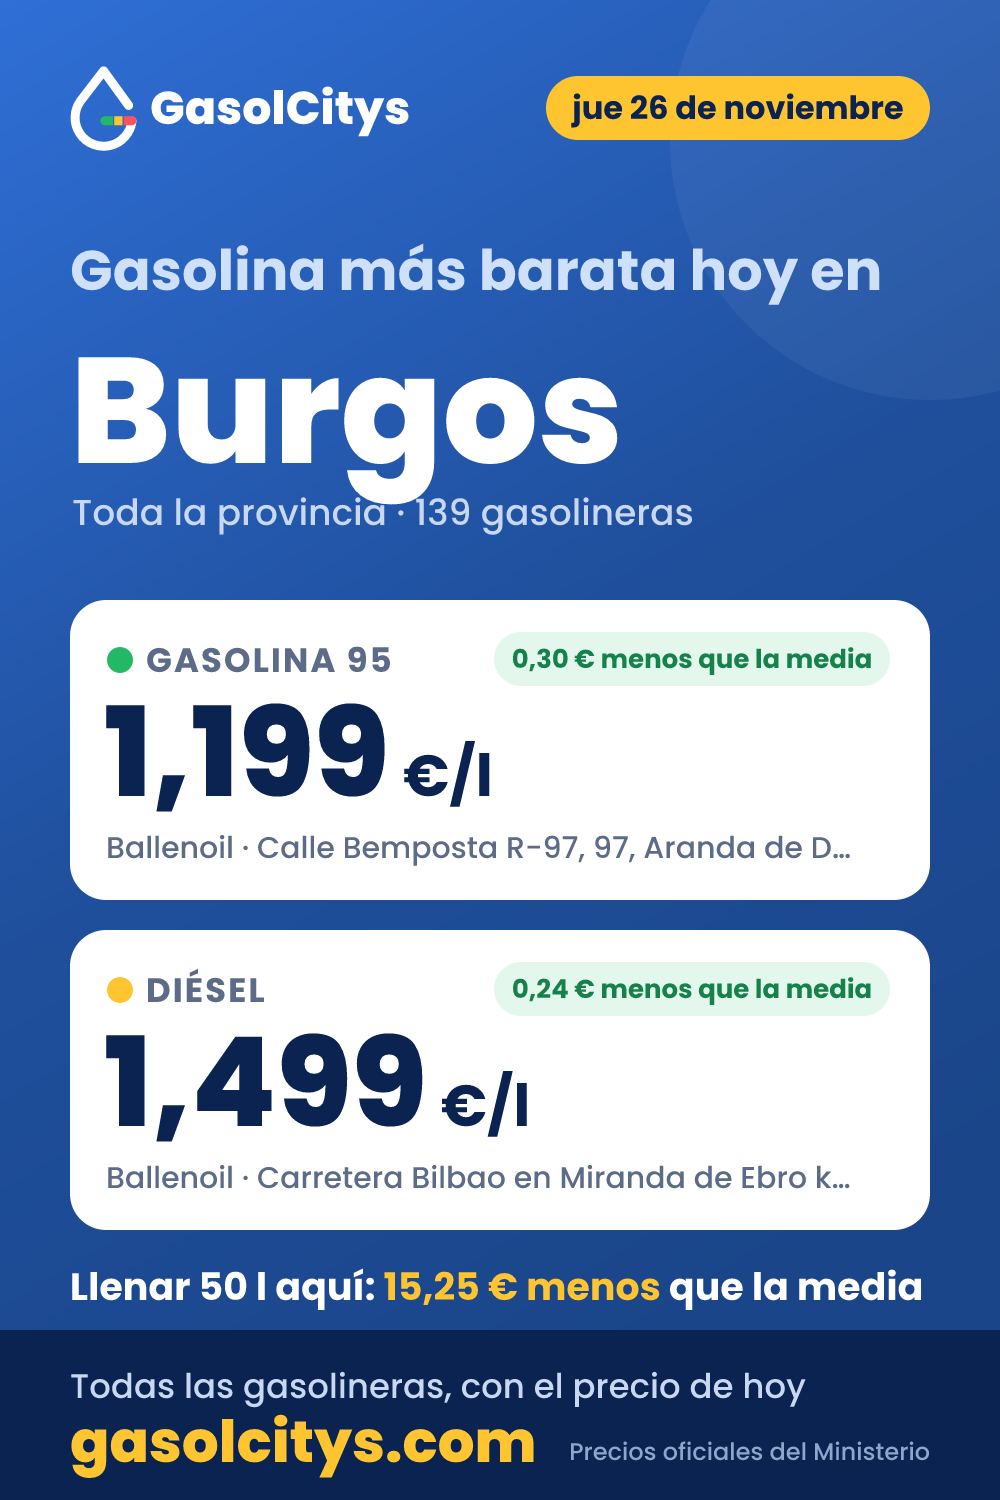 GasolCitys
jue 26 de noviembre
Gasolina más barata hoy en
Burgos
Toda la provincia · 139 gasolineras
GASOLINA 95
0,30 € menos que la media
1,199 €/l
Ballenoil · Calle Bemposta R-97, 97, Aranda de D...
DIÉSEL
0,24 € menos que la media
1,499 €/l
Ballenoil · Carretera Bilbao en Miranda de Ebro k...
Llenar 50 l aquí: 15,25 € menos que la media
Todas las gasolineras, con el precio de hoy
gasolcitys.com
Precios oficiales del Ministerio